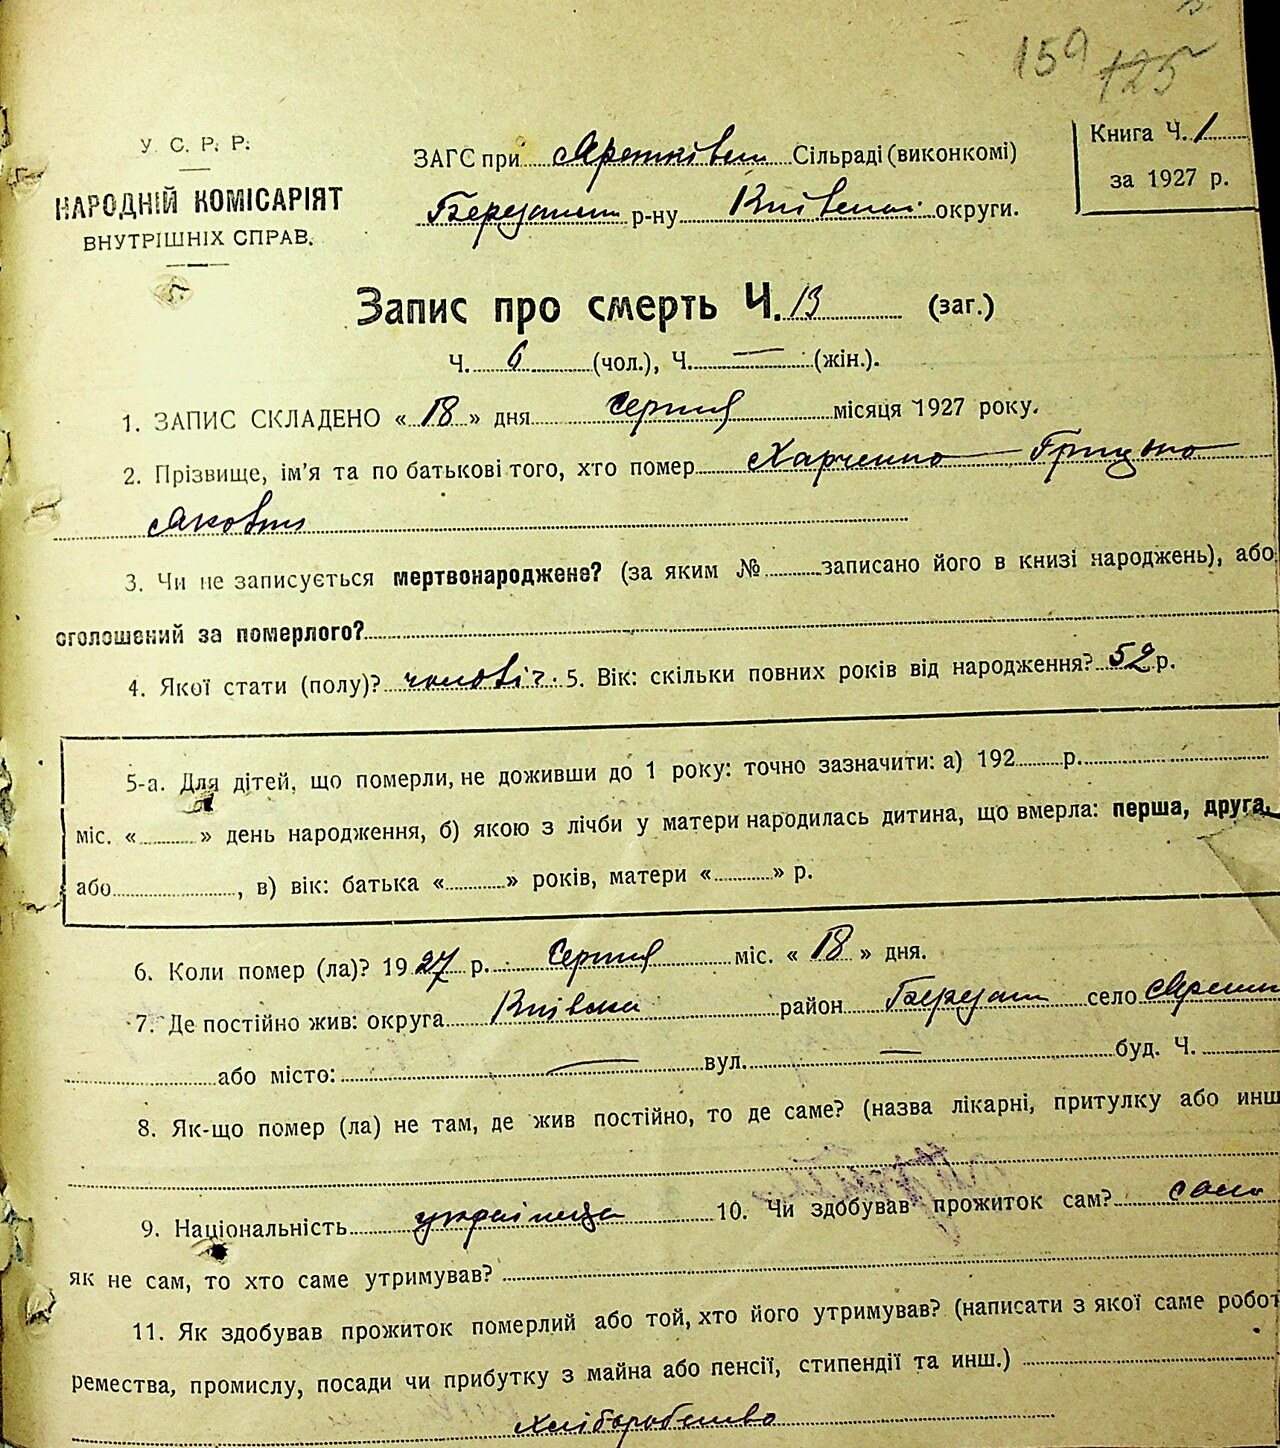 159 125
У. С. Р. Р.
НАРОДНІЙ КОМІСАРІЯТ
ВНУТРІШНІХ СПРАВ.
ЗАГС при Сільраді (виконкомі)
р-ну Київської округи.
Книга Ч. 1
за 1927 р.
Запис про смерть Ч. 13 (заг.)
Ч. 6 (чол.), Ч. — (жін.).
1. ЗАПИС СКЛАДЕНО « 18 » дня Серпня місяця 1927 року.
2. Прізвище, ім'я та по батькові того, хто помер Харченко Грицько
Якович
3. Чи не записується мертвонароджене? (за яким № записано його в книзі народжень), або
оголошений за померлого?
4. Якої стати (полу)? чоловіч. 5. Вік: скільки повних років від народження? 52 р.
5-а. Для дітей, що померли, не доживши до 1 року: точно зазначити: а) 192 р.
міс. « » день народження, б) якою з лічби у матери народилась дитина, що вмерла: перша, друга,
або , в) вік: батька « » років, матери « » р.
6. Коли помер (ла)? 1927 р. Серпня міс. « 18 » дня.
7. Де постійно жив: округа Київська район Березан село
або місто: — вул. — буд. Ч.
8. Як-що помер (ла) не там, де жив постійно, то де саме? (назва лікарні, притулку або инш
9. Національність українець 10. Чи здобував прожиток сам? сам
як не сам, то хто саме утримував?
11. Як здобував прожиток померлий або той, хто його утримував? (написати з якої саме робот
ремества, промислу, посади чи прибутку з майна або пенсії, стипендії та инш.)
хліборобство